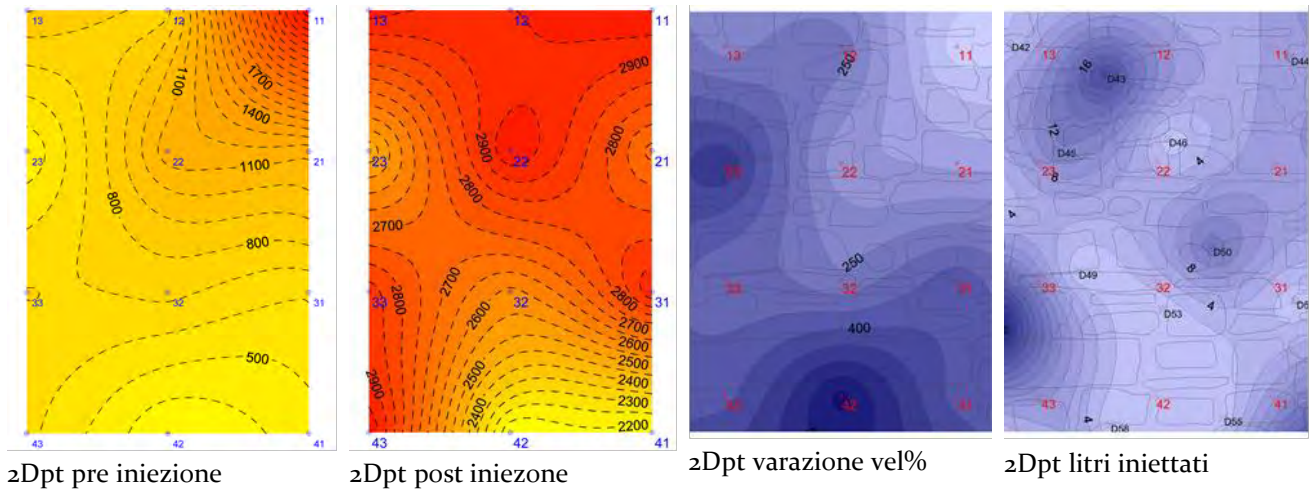 13 12 11
1700
1100
1400
23 22 21
1100
800
800
33 32 31
500
43 42 41
2Dpt pre iniezione
13 12 11
2900
2900 2800
23 22 21
2800
2700
2700
33 2800 32 2800 31
2600 2700
2600
2500 2500
2900 2400 2400
2300
2200
43 42 41
2Dpt post iniezone
13 250 11
22 21
250
33 32
400
42 41
2Dpt varazione vel%
D42 13 16 12 11 D44
D43
12
D45 D46
23 22 4 21
8
4
D50
D49 8
33 32 31
D53 4
43 42 41
4
D56 D55
2Dpt litri iniettati